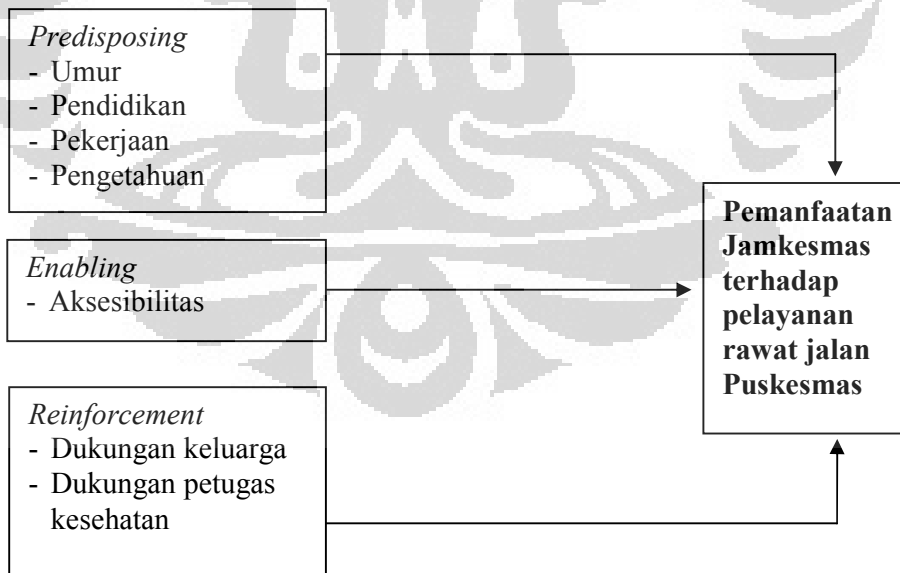 Predisposing
- Umur
- Pendidikan
- Pekerjaan
- Pengetahuan
Enabling
- Aksesibilitas
Reinforcement
- Dukungan keluarga
- Dukungan petugas
kesehatan
Pemanfaatan
Jamkesmas
terhadap
pelayanan
rawat jalan
Puskesmas